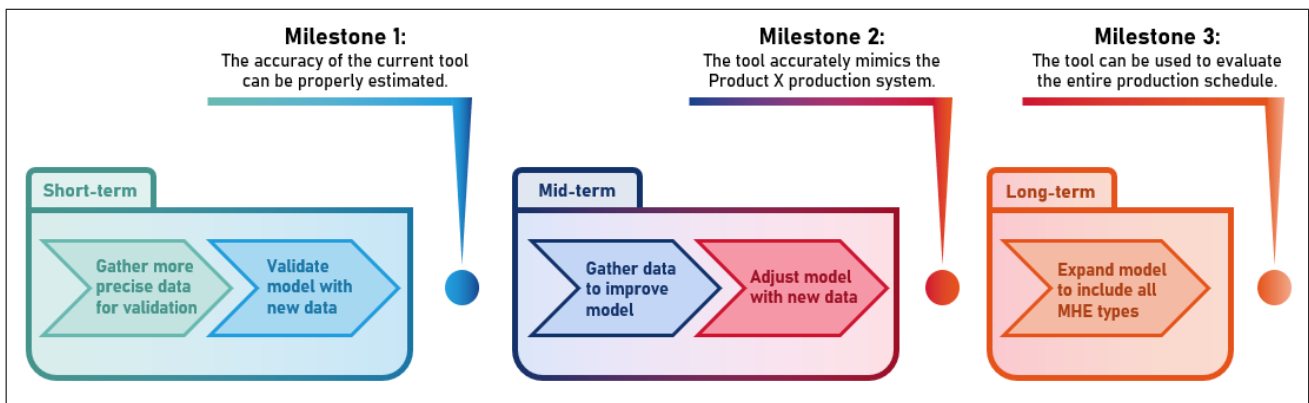 Milestone 1:
The accuracy of the current tool
can be properly estimated.
Milestone 2:
The tool accurately mimics the
Product X production system.
Milestone 3:
The tool can be used to evaluate
the entire production schedule.
Short-term
Gather more
precise data
for validation
Validate
model with
new data
Mid-term
Gather data
to improve
model
Adjust model
with new data
Long-term
Expand model
to include all
MHE types